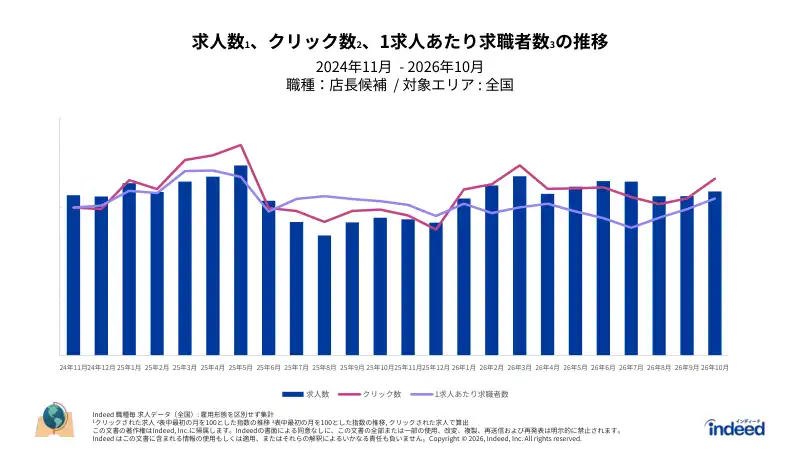 求人数1、クリック数2、1求人あたり求職者数3の推移
2024年11月 - 2026年10月
職種：店長候補 / 対象エリア : 全国
24年11月 24年12月 25年1月 25年2月 25年3月 25年4月 25年5月 25年6月 25年7月 25年8月 25年9月 25年10月 25年11月 25年12月 26年1月 26年2月 26年3月 26年4月 26年5月 26年6月 26年7月 26年8月 26年9月 26年10月
求人数 クリック数 1求人あたり求職者数
Indeed 職種毎 求人データ（全国）: 雇用形態を区別せず集計
¹クリックされた求人 ²表中最初の月を100とした指数の推移 ³表中最初の月を100とした指数の推移, クリックされた求人で算出
この文書の著作権はIndeed, Inc.に帰属します。Indeedの書面による同意なしに、この文書の全部または一部の使用、改変、複製、再送信および再発表は明示的に禁止されます。
Indeed はこの文書に含まれる情報の使用もしくは適用、またはそれらの解釈によるいかなる責任も負いません。Copyright © 2026, Indeed, Inc. All rights reserved.
インディード
indeed